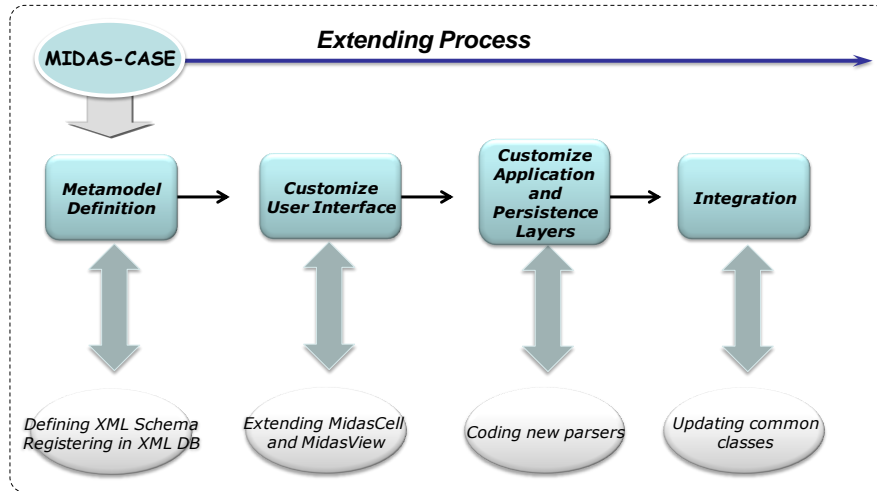 MIDAS-CASE
Extending Process
Metamodel
Definition
Customize
User Interface
Customize
Application
and
Persistence
Layers
Integration
Defining XML Schema
Registering in XML DB
Extending MidasCell
and MidasView
Coding new parsers
Updating common
classes